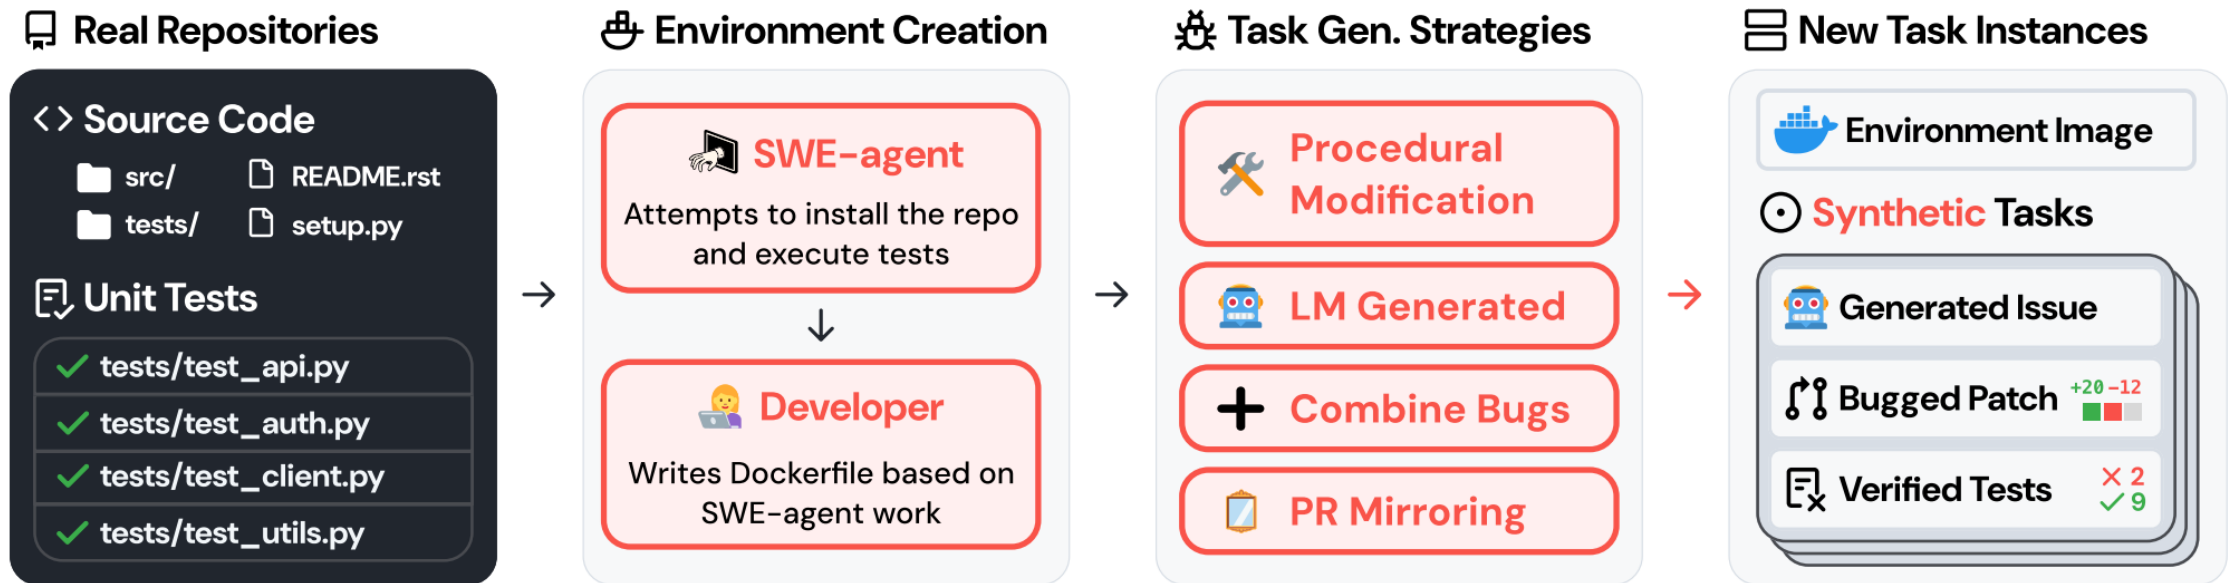 Real Repositories
Source Code
src/
README.rst
tests/
setup.py
Unit Tests
tests/test_api.py
tests/test_auth.py
tests/test_client.py
tests/test_utils.py
Environment Creation
SWE-agent
Attempts to install the repo
and execute tests
Developer
Writes Dockerfile based on
SWE-agent work
Task Gen. Strategies
Procedural
Modification
LM Generated
Combine Bugs
PR Mirroring
New Task Instances
Environment Image
Synthetic Tasks
Generated Issue
Bugged Patch +20 -12
Verified Tests
2
9